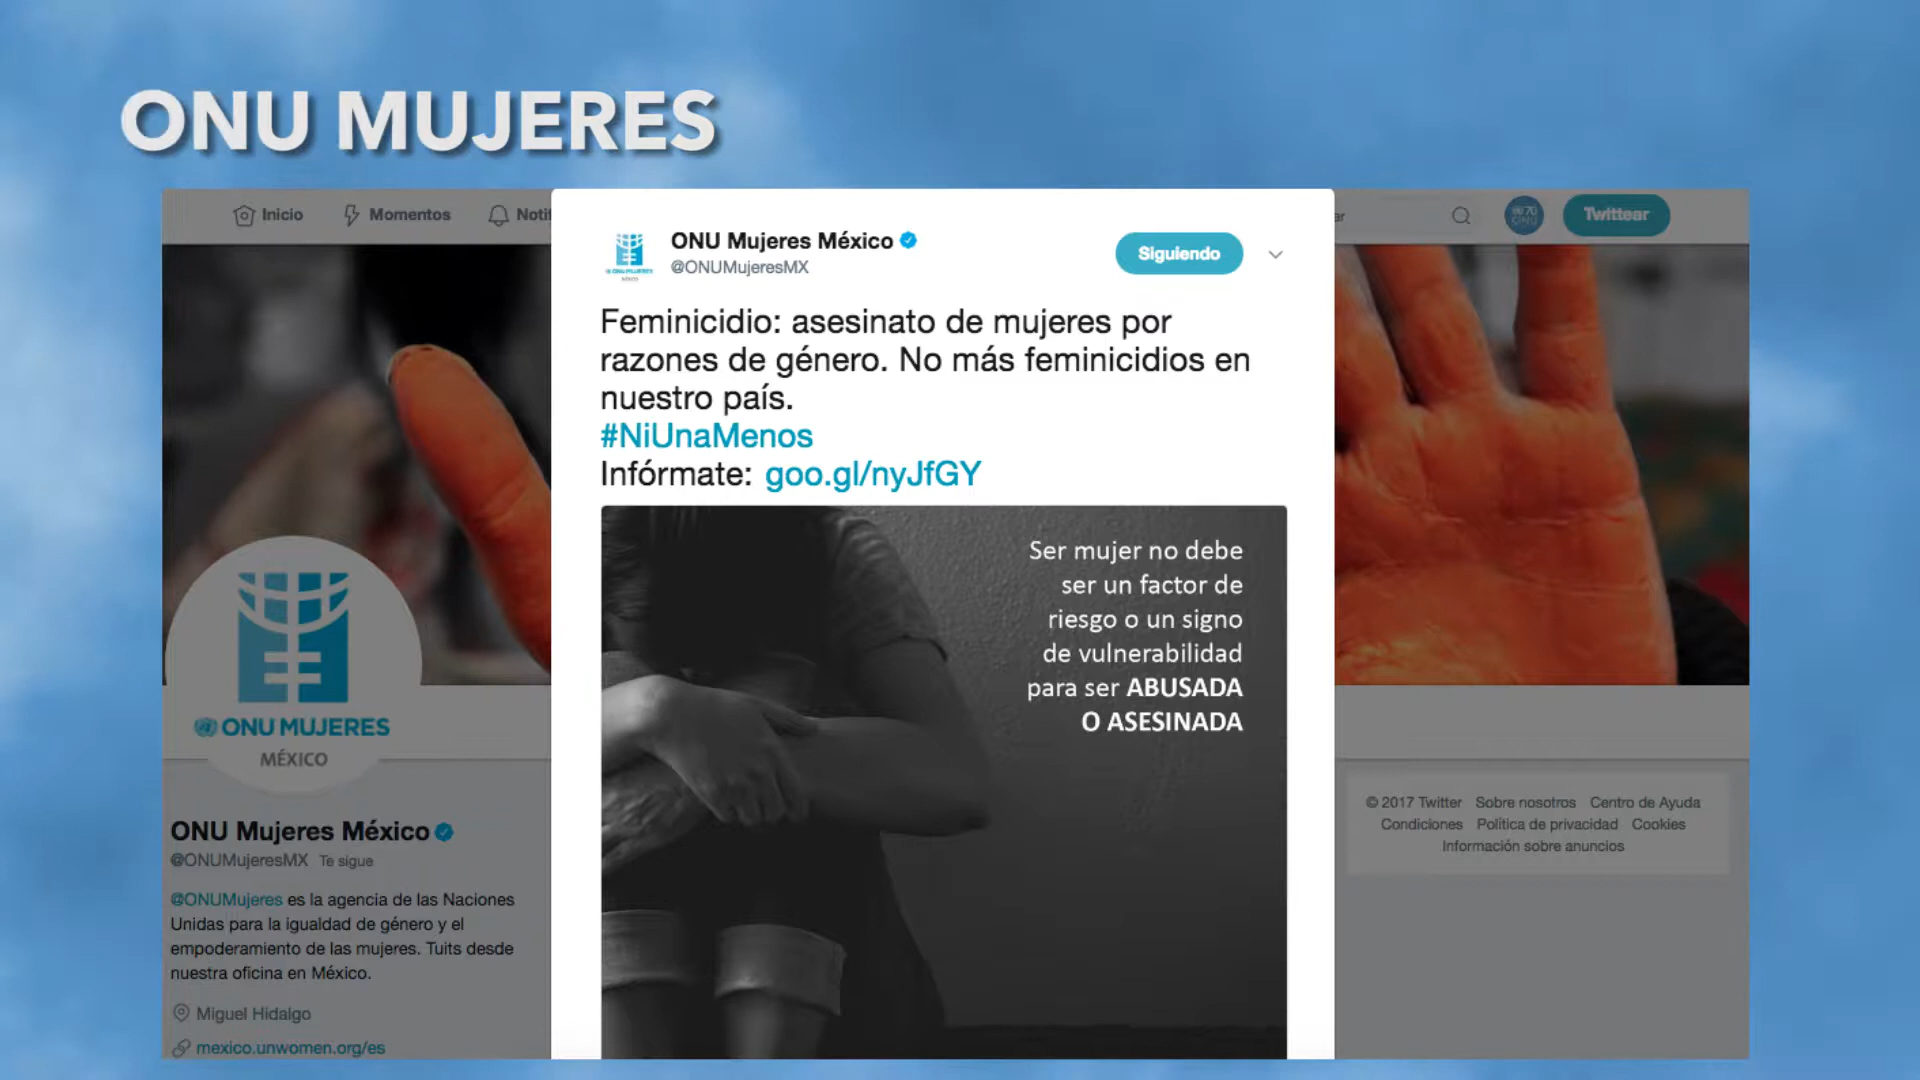 ONU MUJERES
Inicio
Momentos
Twittear
ONU Mujeres México
@ONUMujeresMX
Siguiendo
Feminicidio: asesinato de mujeres por
razones de género. No más feminicidios en
nuestro país.
#NiUnaMenos
Infórmate: goo.gl/nyJfGY
Ser mujer no debe
ser un factor de
riesgo o un signo
de vulnerabilidad
para ser ABUSADA
O ASESINADA
ONU MUJERES
MÉXICO
ONU Mujeres México
@ONUMujeresMX Te sigue
@ONUMujeres es la agencia de las Naciones
Unidas para la igualdad de género y el
empoderamiento de las mujeres. Tuits desde
nuestra oficina en México.
Miguel Hidalgo
mexico.unwomen.org/es
© 2017 Twitter Sobre nosotros Centro de Ayuda
Condiciones Política de privacidad Cookies
Información sobre anuncios